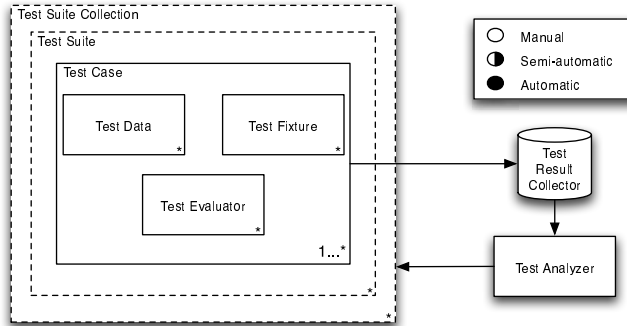 Test Suite Collection
Test Suite
Test Case
Test Data
*
Test Fixture
*
Test Evaluator
*
1...*
*
*
Manual
Semi-automatic
Automatic
Test
Result
Collector
Test Analyzer